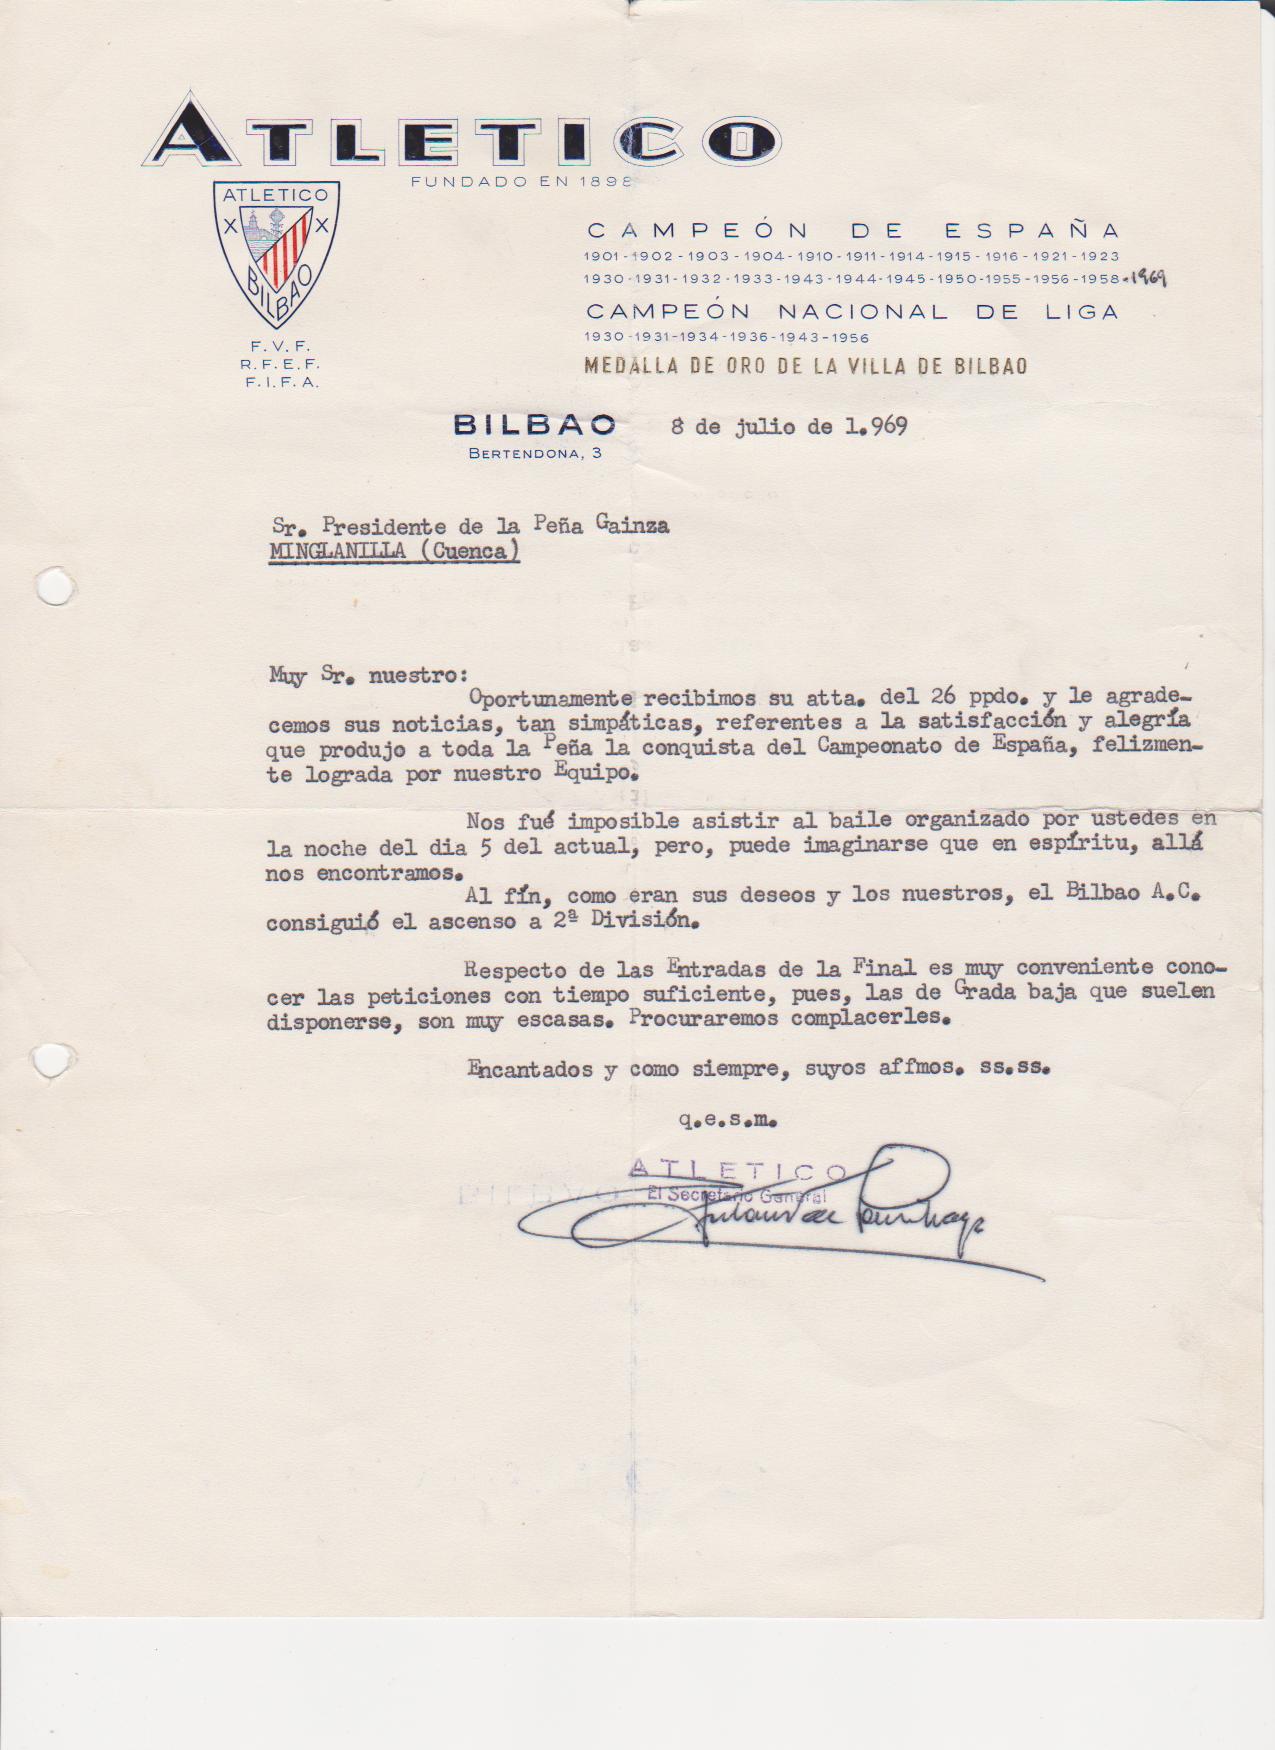 ATLETICO
FUNDADO EN 1898
ATLETICO
X X
BILBAO
F.V.F.
R.F.E.F.
F.I.F.A.
CAMPEÓN DE ESPAÑA
1901-1902-1903-1904-1910-1911-1914-1915-1916-1921-1923
1930-1931-1932-1933-1943-1944-1945-1950-1955-1956-1958-1969
CAMPEÓN NACIONAL DE LIGA
1930-1931-1934-1936-1943-1956
MEDALLA DE ORO DE LA VILLA DE BILBAO
BILBAO 8 de julio de 1.969
BERTENDONA, 3
Sr. Presidente de la Peña Gainza
MINGLANILLA (Cuenca)
Muy Sr. nuestro:
Oportunamente recibimos su atta. del 26 ppdo. y le agrade-
cemos sus noticias, tan simpáticas, referentes a la satisfacción y alegría
que produjo a toda la Peña la conquista del Campeonato de España, felizmen-
te lograda por nuestro Equipo.
Nos fué imposible asistir al baile organizado por ustedes en
la noche del dia 5 del actual, pero, puede imaginarse que en espíritu, allá
nos encontramos.
Al fín, como eran sus deseos y los nuestros, el Bilbao A.C.
consiguió el ascenso a 2ª División.
Respecto de las Entradas de la Final es muy conveniente cono-
cer las peticiones con tiempo suficiente, pues, las de Grada baja que suelen
disponerse, son muy escasas. Procuraremos complacerles.
Encantados y como siempre, suyos affmos. ss.ss.
q.e.s.m.
ATLETICO
El Secretario General